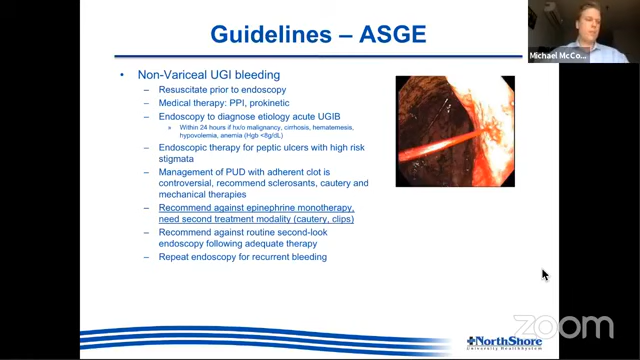 Guidelines – ASGE
Michael McCo...
• Non-Variceal UGI bleeding
– Resuscitate prior to endoscopy
– Medical therapy: PPI, prokinetic
– Endoscopy to diagnose etiology acute UGIB
Within 24 hours if hx/o malignancy, cirrhosis, hematemesis,
hypovolemia, anemia (Hgb <8g/dL)
– Endoscopic therapy for peptic ulcers with high risk
stigmata
– Management of PUD with adherent clot is
controversial, recommend sclerosants, cautery and
mechanical therapies
– Recommend against epinephrine monotherapy,
need second treatment modality (cautery, clips)
– Recommend against routine second-look
endoscopy following adequate therapy
– Repeat endoscopy for recurrent bleeding
zoom
NorthShore
University HealthSystem